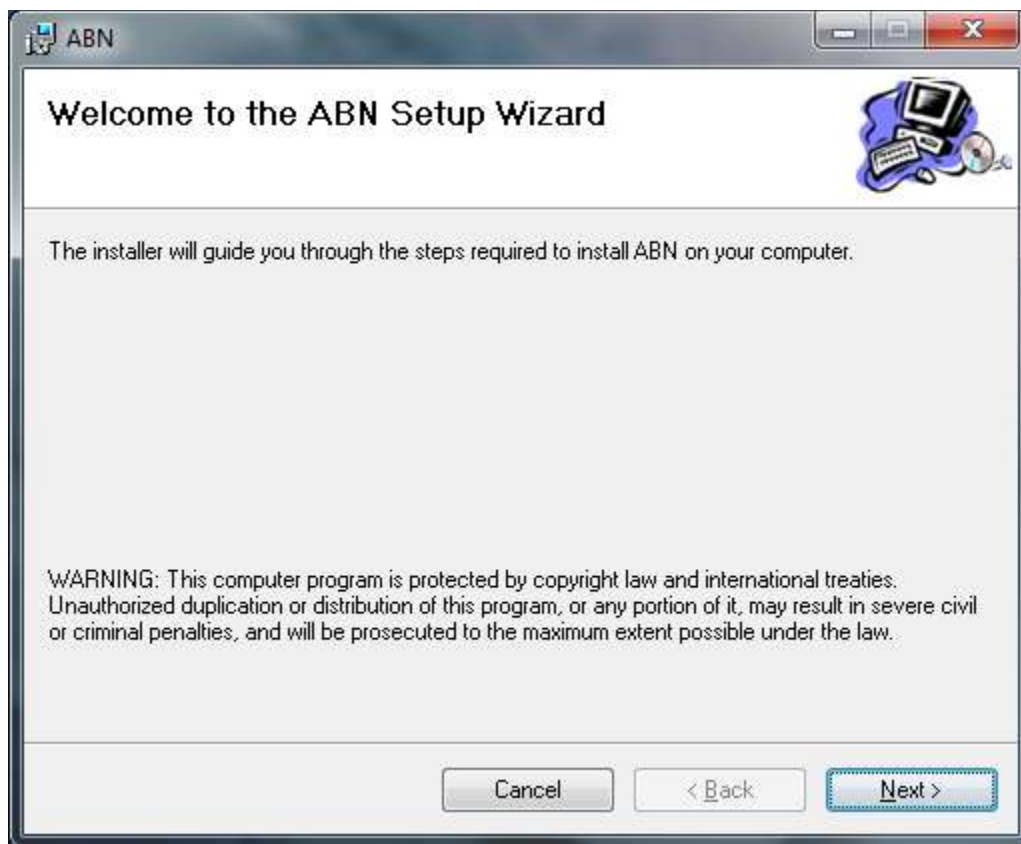 ABN
Welcome to the ABN Setup Wizard
The installer will guide you through the steps required to install ABN on your computer.
WARNING: This computer program is protected by copyright law and international treaties.
Unauthorized duplication or distribution of this program, or any portion of it, may result in severe civil
or criminal penalties, and will be prosecuted to the maximum extent possible under the law.
Cancel
< Back
Next >